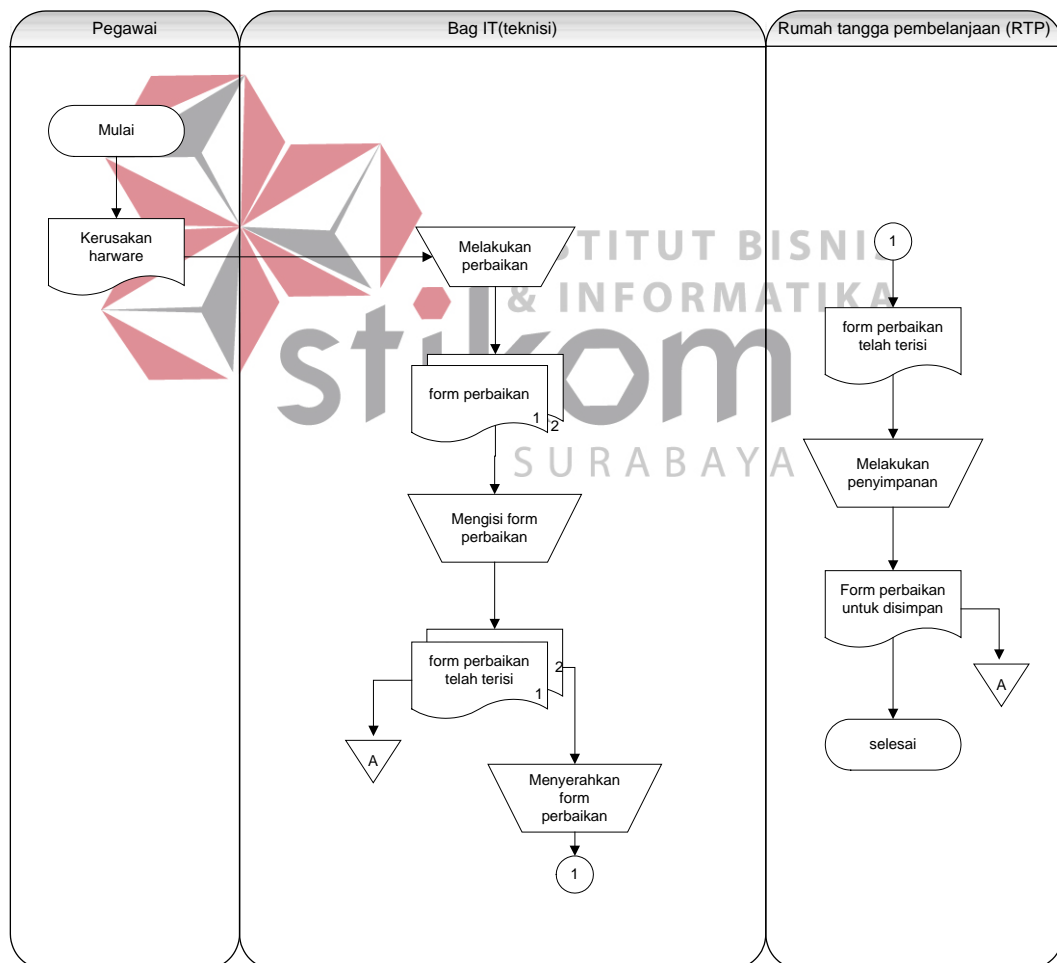 Pegawai
Bag IT(teknisi)
Rumah tangga pembelanjaan (RTP)
Mulai
Kerusakan
harware
Melakukan
perbaikan
form perbaikan
1
2
Mengisi form
perbaikan
form perbaikan
telah terisi
1
2
A
Menyerahkan
form
perbaikan
1
1
form perbaikan
telah terisi
Melakukan
penyimpanan
Form perbaikan
untuk disimpan
A
selesai
STITUT BISNIS
& INFORMATIKA
stikom
SURABAYA